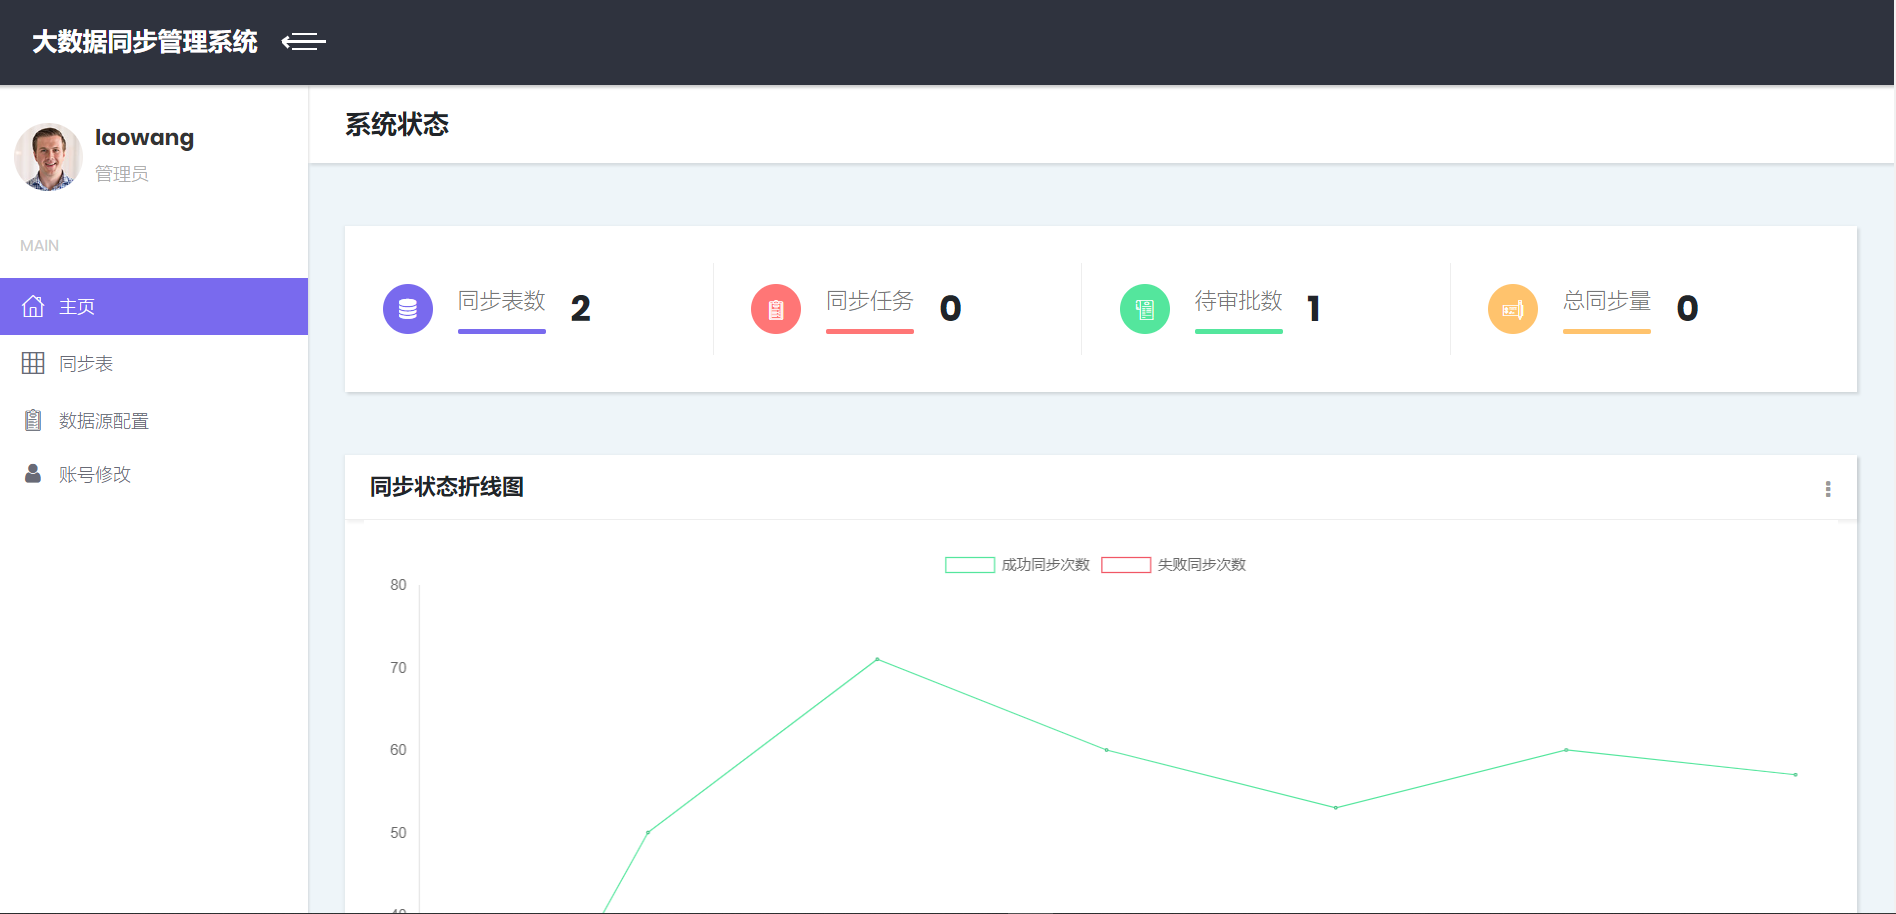 大数据同步管理系统
laowang
管理员
MAIN
主页
同步表
数据源配置
账号修改
系统状态
同步表数 2
同步任务 0
待审批数 1
总同步量 0
同步状态折线图
成功同步次数 失败同步次数
80
70
60
50